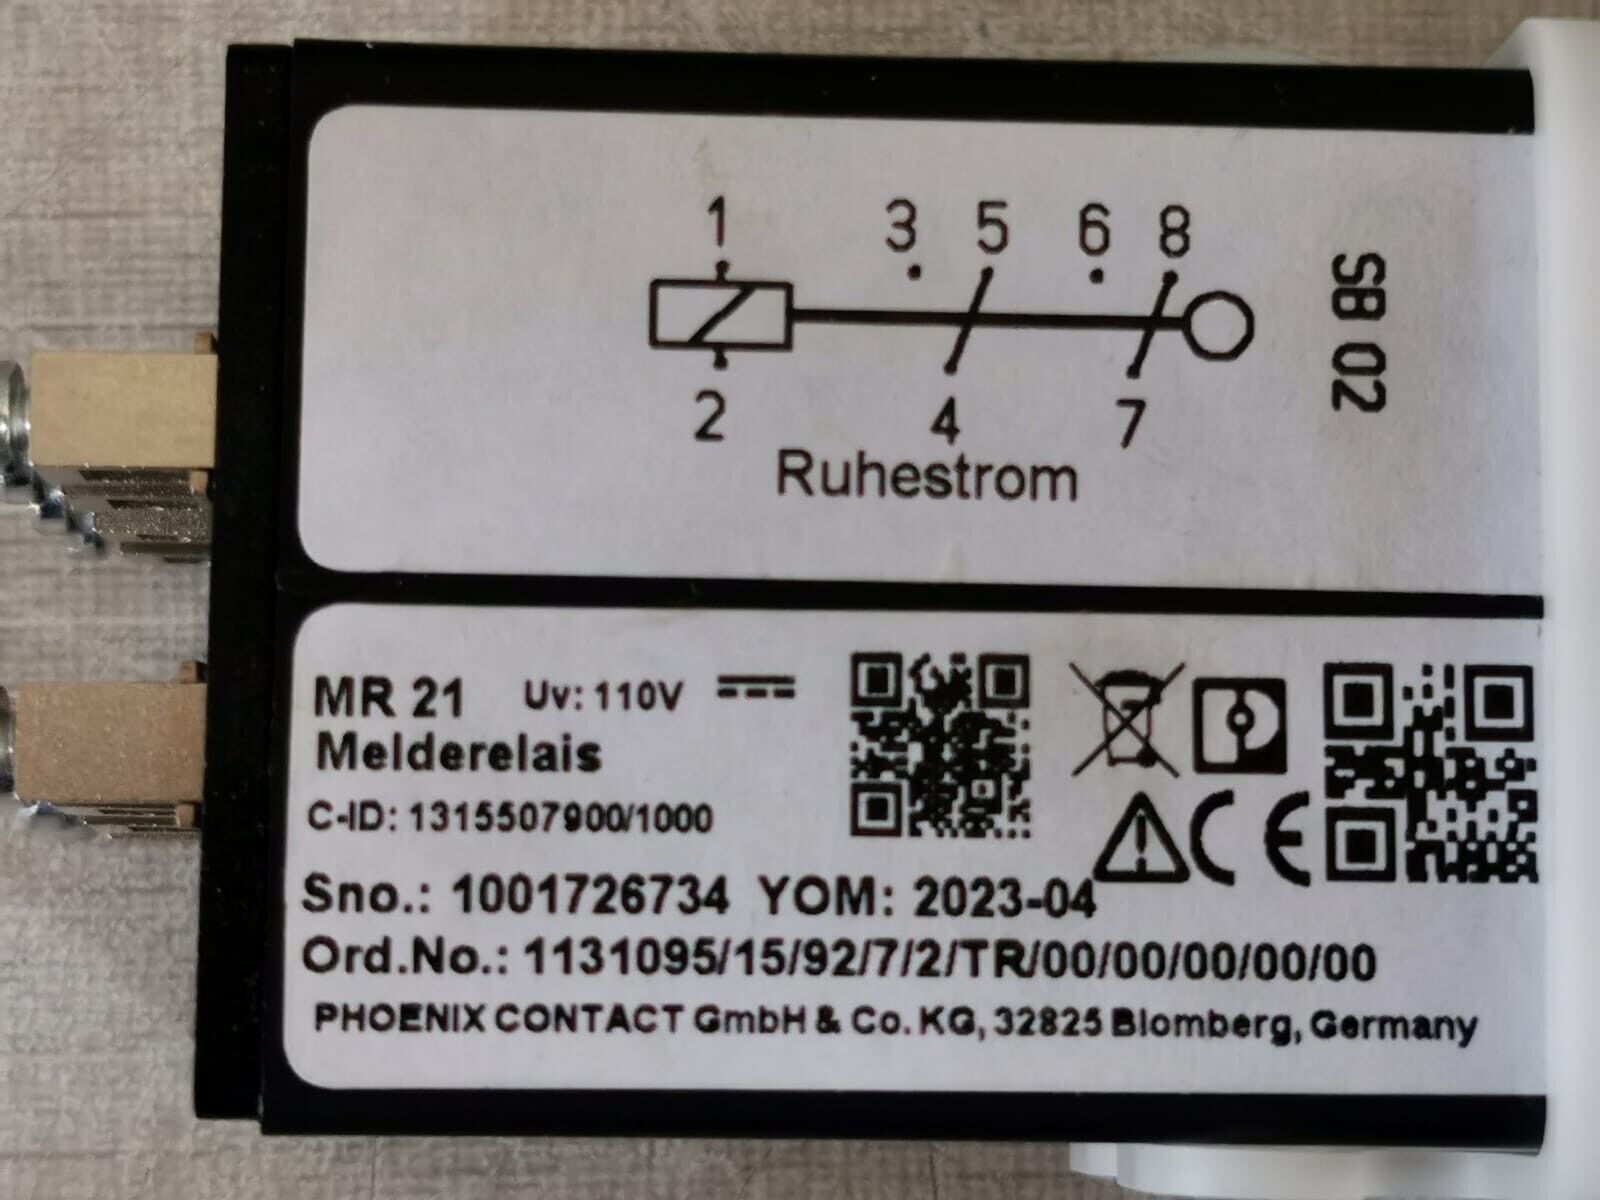 1 3 5 6 8
2 4 7
Ruhestrom
SB 02
MR 21 Uv: 110V
Melderelais
C-ID: 1315507900/1000
CE
Sno.: 1001726734 YOM: 2023-04
Ord.No.: 1131095/15/92/7/2/TR/00/00/00/00/00
PHOENIX CONTACT GmbH & Co. KG, 32825 Blomberg, Germany